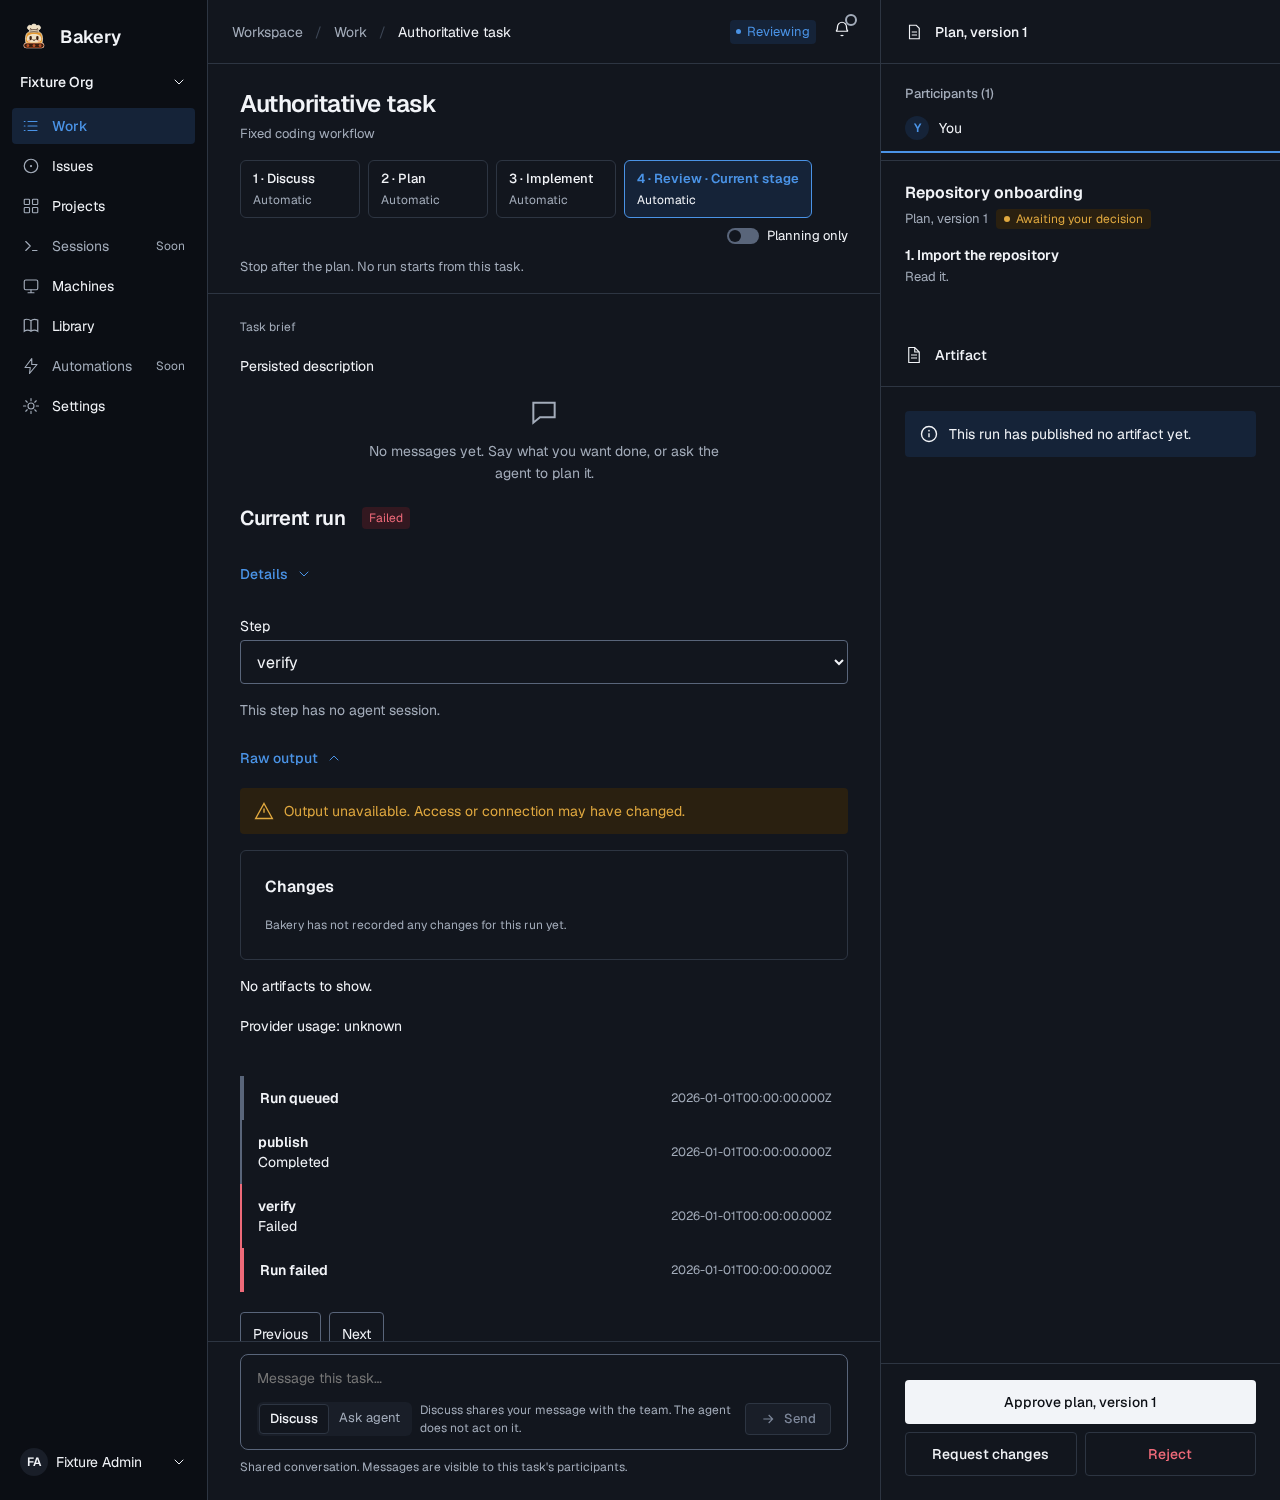 Bakery
Fixture Org
Work
Issues
Projects
Sessions Soon
Machines
Library
Automations Soon
Settings
FA Fixture Admin
Workspace / Work / Authoritative task
Reviewing
Authoritative task
Fixed coding workflow
1 · Discuss
Automatic
2 · Plan
Automatic
3 · Implement
Automatic
4 · Review · Current stage
Automatic
Planning only
Stop after the plan. No run starts from this task.
Task brief
Persisted description
No messages yet. Say what you want done, or ask the
agent to plan it.
Current run Failed
Details
Step
verify
This step has no agent session.
Raw output
Output unavailable. Access or connection may have changed.
Changes
Bakery has not recorded any changes for this run yet.
No artifacts to show.
Provider usage: unknown
Run queued 2026-01-01T00:00:00.000Z
publish
Completed
2026-01-01T00:00:00.000Z
verify
Failed
2026-01-01T00:00:00.000Z
Run failed 2026-01-01T00:00:00.000Z
Previous Next
Message this task...
Discuss Ask agent
Discuss shares your message with the team. The agent
does not act on it.
Send
Shared conversation. Messages are visible to this task's participants.
Plan, version 1
Participants (1)
Y You
Repository onboarding
Plan, version 1 Awaiting your decision
1. Import the repository
Read it.
Artifact
This run has published no artifact yet.
Approve plan, version 1
Request changes Reject